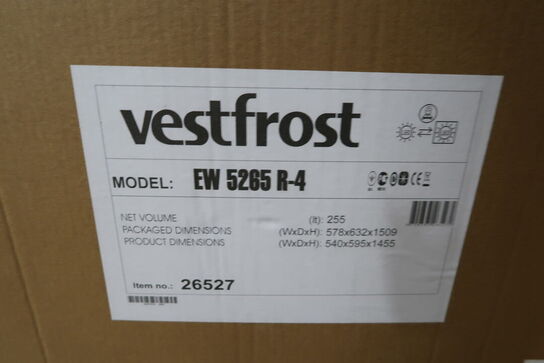 vestfrost
MODEL: EW 5265 R-4
NET VOLUME (lt): 255
PACKAGED DIMENSIONS (WxDxH): 578x632x1509
PRODUCT DIMENSIONS (WxDxH): 540x595x1455
Item no.: 26527